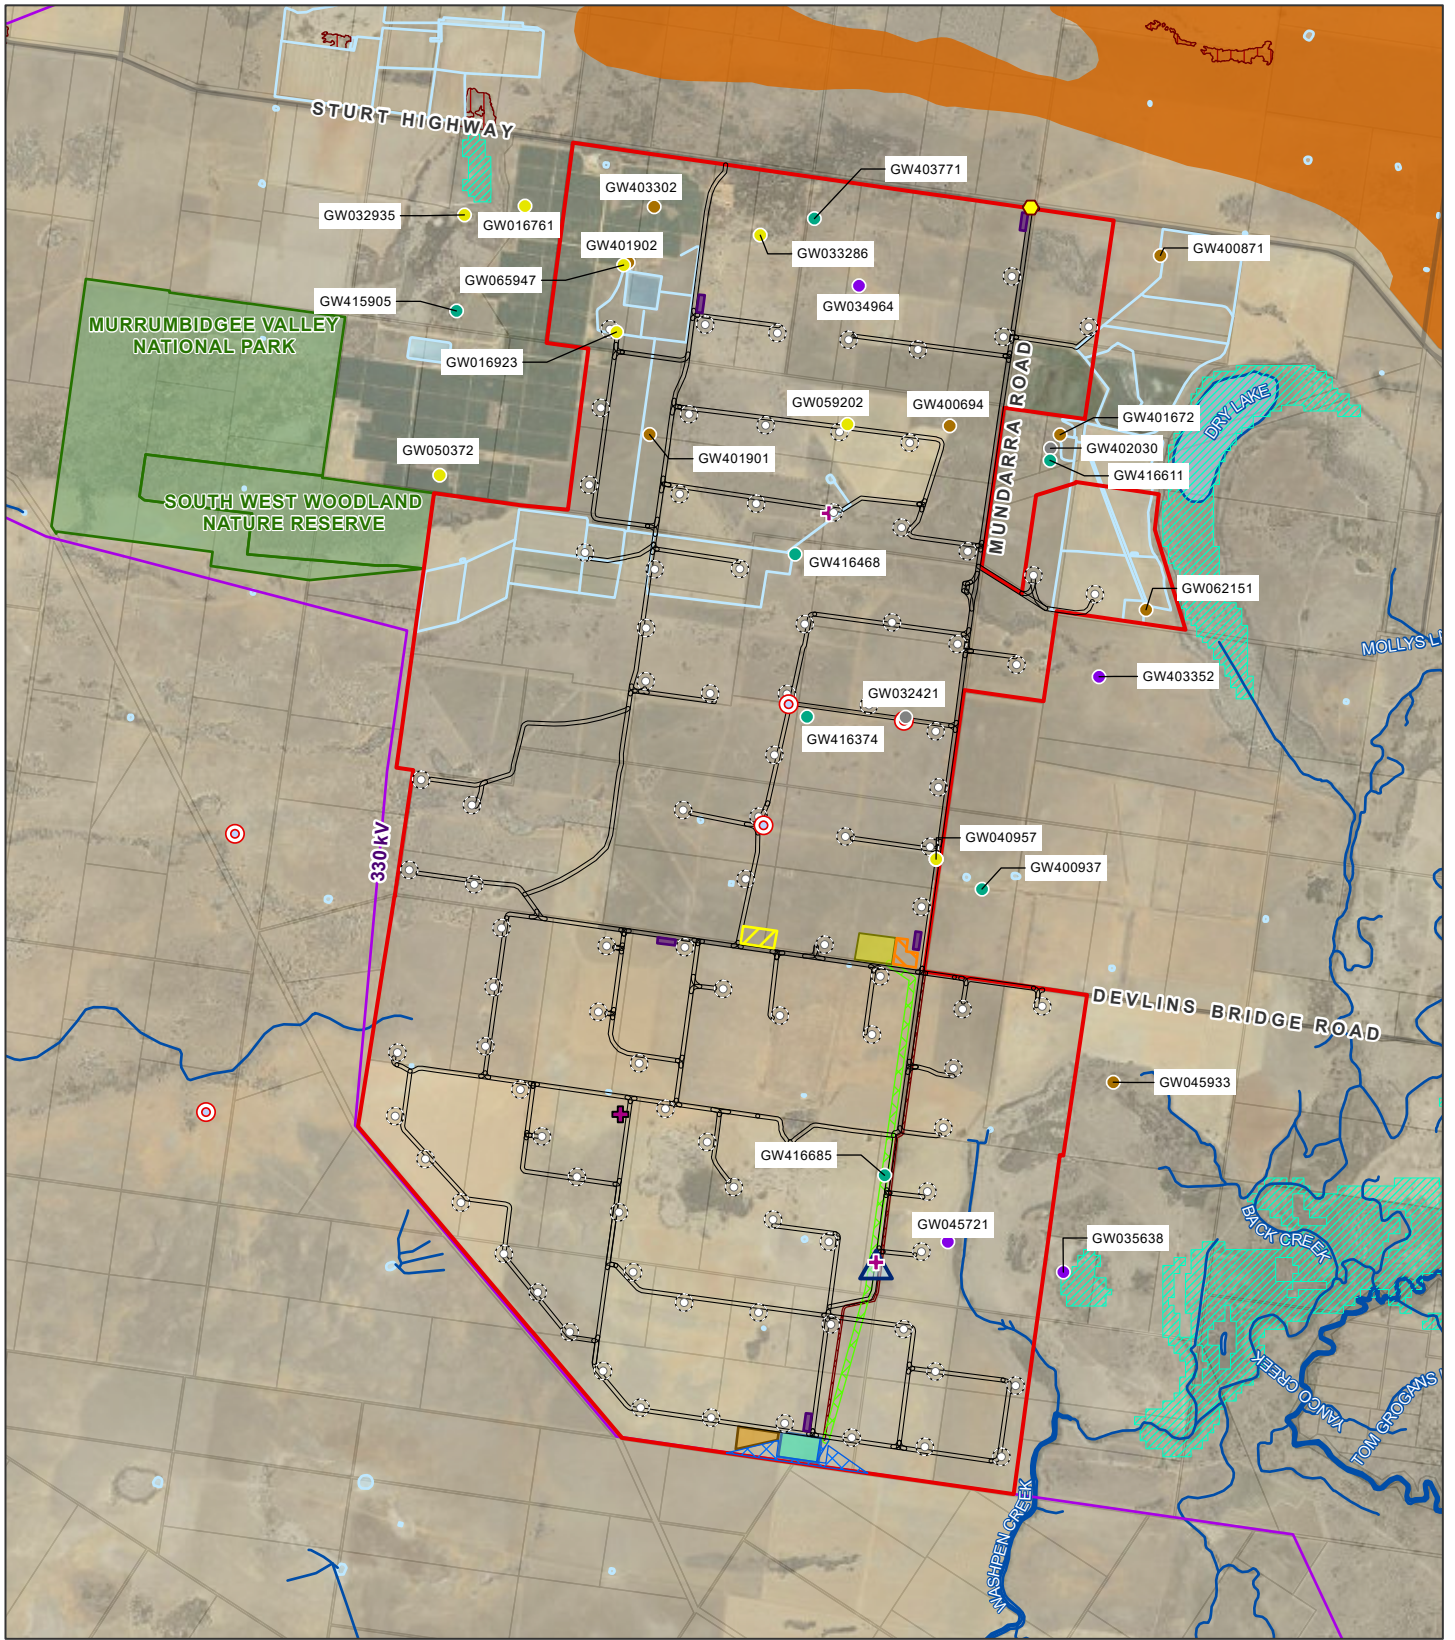 STURT HIGHWAY
GW403771
GW403302
GW032935
GW016761
GW401902
GW033286
GW400871
GW065947
GW415905
GW034964
MURRUMBIDGEE VALLEY
NATIONAL PARK
GW016923
MUNDARRA ROAD
DRY LAKE
GW059202
GW400694
GW401672
GW050372
GW401901
GW402030
GW416611
SOUTH WEST WOODLAND
NATURE RESERVE
GW416468
GW062151
MOLLYS
GW403352
GW032421
GW416374
330 kV
GW040957
GW400937
DEVLINS BRIDGE ROAD
GW045933
GW416685
GW045721
GW035638
BACK CREEK
YANCO CREEK
TOM GROGANS
WASHPEN CREEK